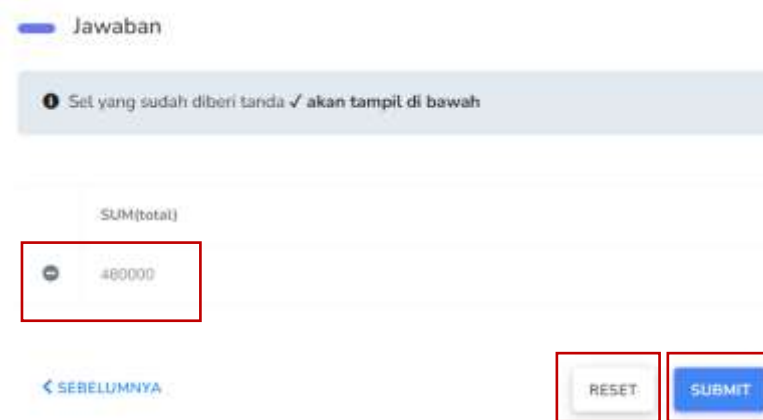 Jawaban
Sel yang sudah diberi tanda ✓ akan tampil di bawah
SUM(total)
480000
SEBELUMNYA
RESET
SUBMIT